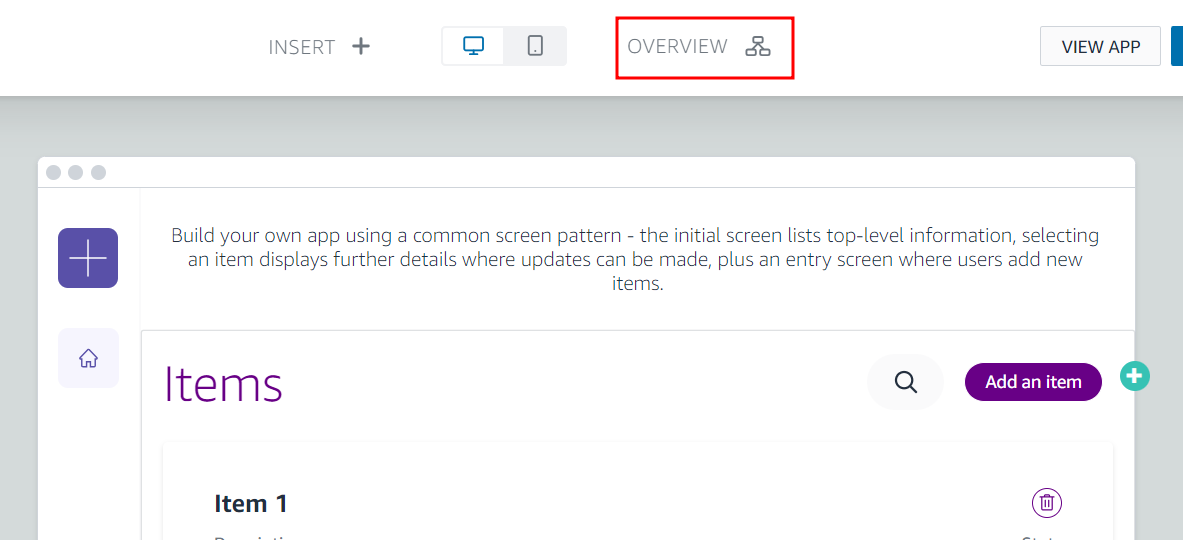 INSERT
OVERVIEW
VIEW APP
Build your own app using a common screen pattern - the initial screen lists top-level information, selecting
an item displays further details where updates can be made, plus an entry screen where users add new
items.
Items
Add an item
Item 1